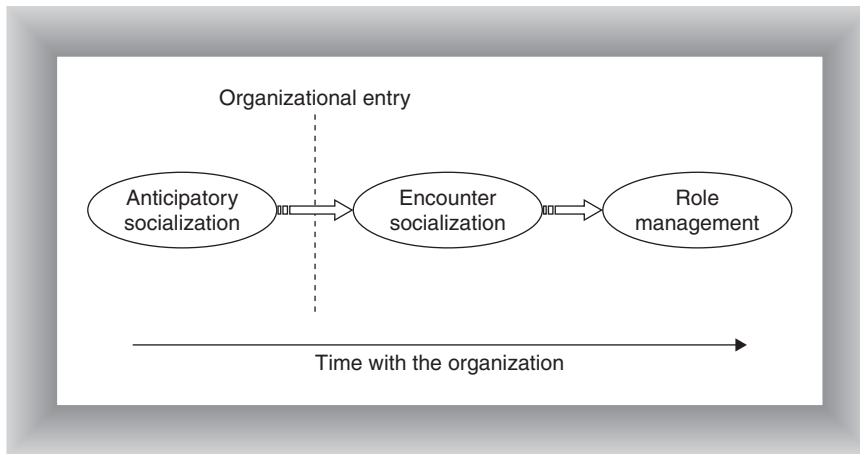 Organizational entry
Anticipatory
socialization
Encounter
socialization
Role
management
Time with the organization